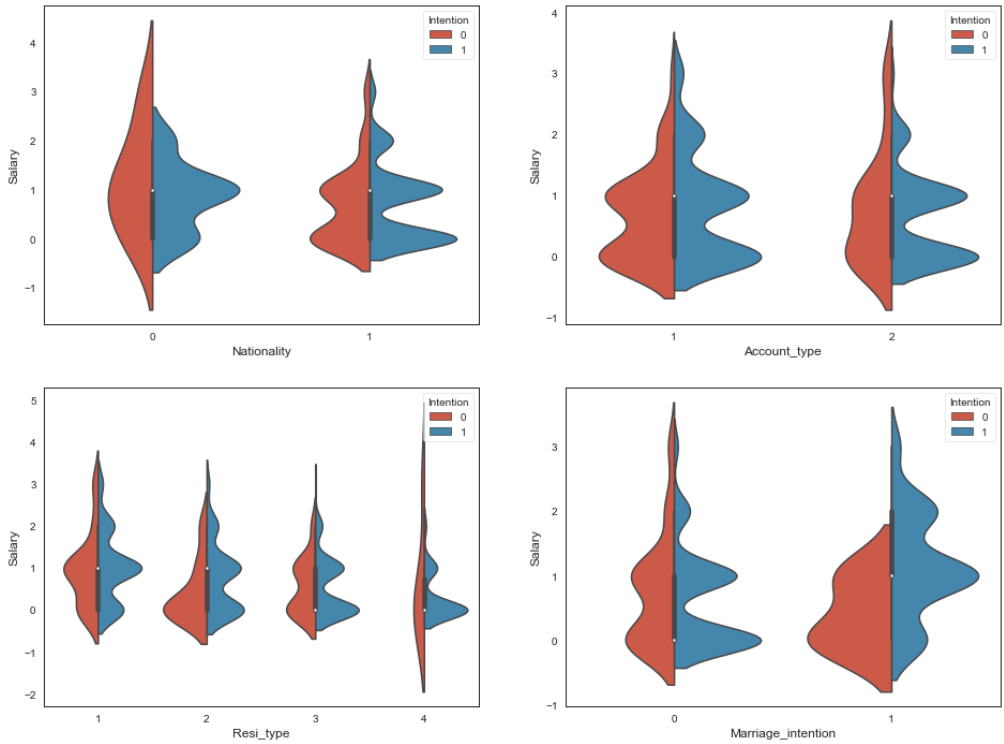 Intention
0
1
4
3
2
1
0
−1
Salary
0 1
Nationality
Intention
0
1
4
3
2
1
0
−1
Salary
1 2
Account_type
Intention
0
1
5
4
3
2
1
0
−1
−2
Salary
1 2 3 4
Resi_type
Intention
0
1
3
2
1
0
−1
Salary
0 1
Marriage_intention